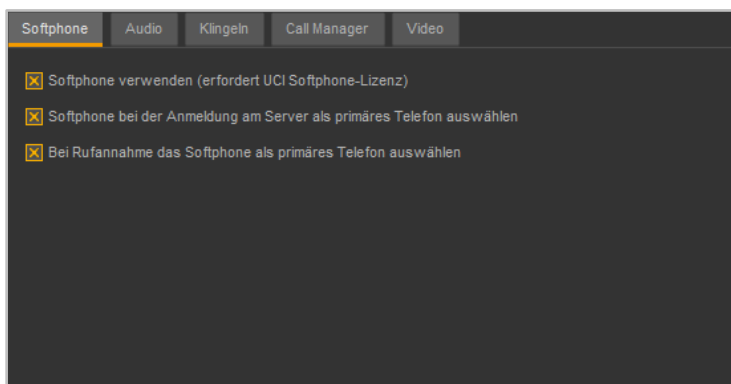 Softphone Audio Klingeln Call Manager Video
Softphone verwenden (erfordert UCI Softphone-Lizenz)
Softphone bei der Anmeldung am Server als primäres Telefon auswählen
Bei Rufannahme das Softphone als primäres Telefon auswählen